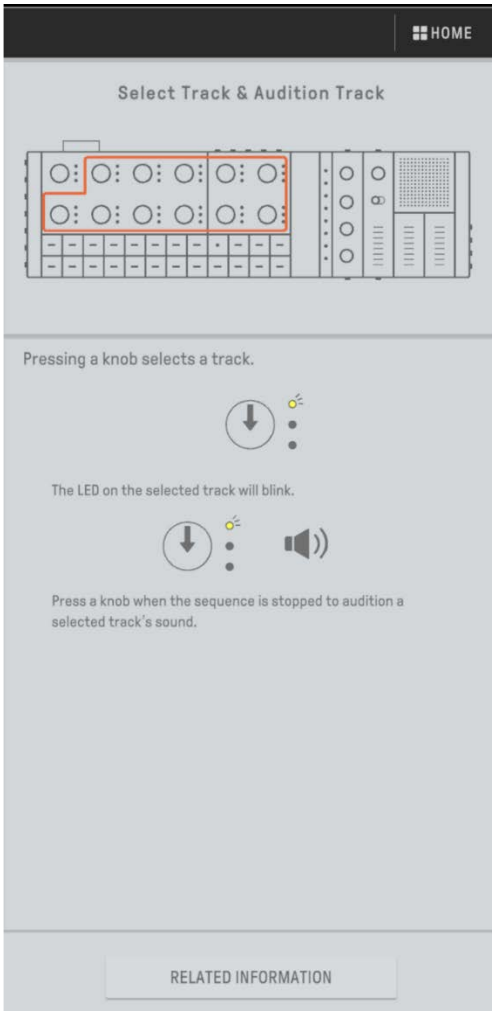 HOME
Select Track & Audition Track
Pressing a knob selects a track.
The LED on the selected track will blink.
Press a knob when the sequence is stopped to audition a
selected track's sound.
RELATED INFORMATION